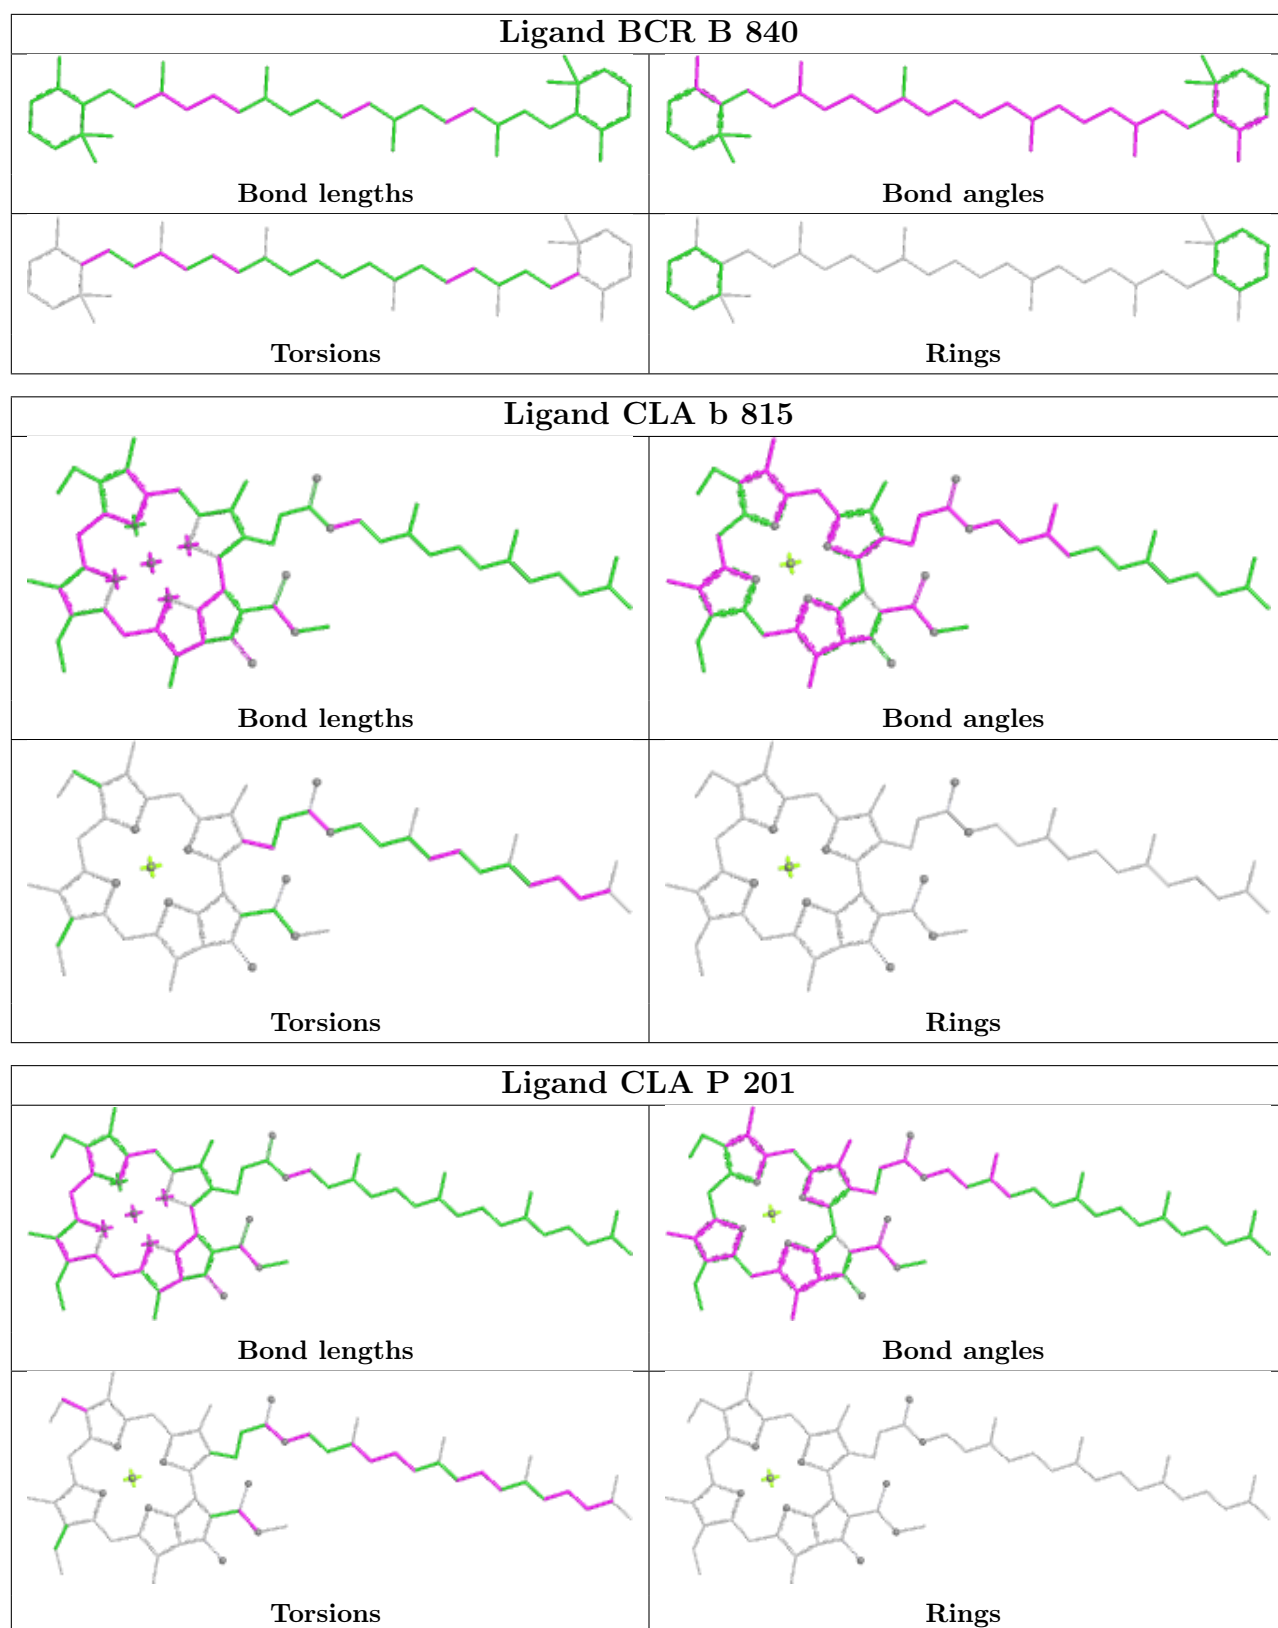 Ligand BCR B 840
Bond lengths
Bond angles
Torsions
Rings
Ligand CLA b 815
Bond lengths
Bond angles
Torsions
Rings
Ligand CLA P 201
Bond lengths
Bond angles
Torsions
Rings